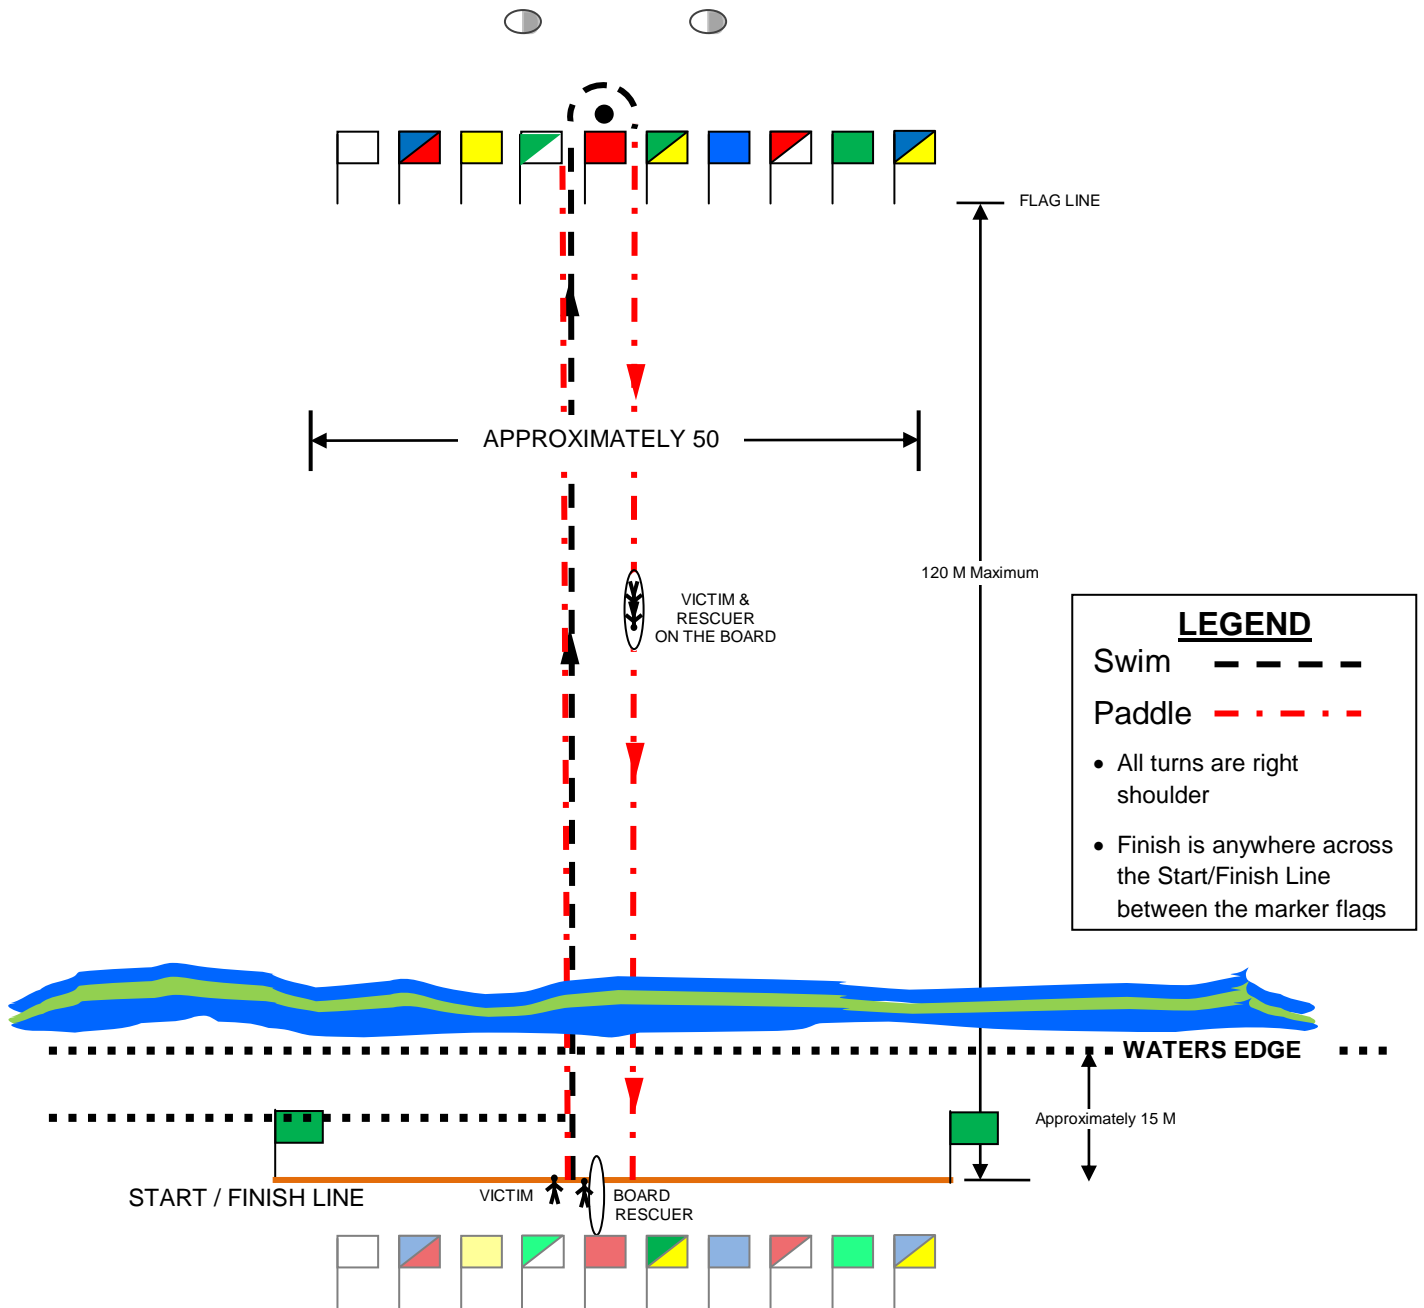 FLAG LINE
APPROXIMATELY 50
120 M Maximum
VICTIM &
RESCUER
ON THE BOARD
LEGEND
Swim
Paddle
• All turns are right
shoulder
• Finish is anywhere across
the Start/Finish Line
between the marker flags
WATERS EDGE
Approximately 15 M
START / FINISH LINE
VICTIM
BOARD
RESCUER